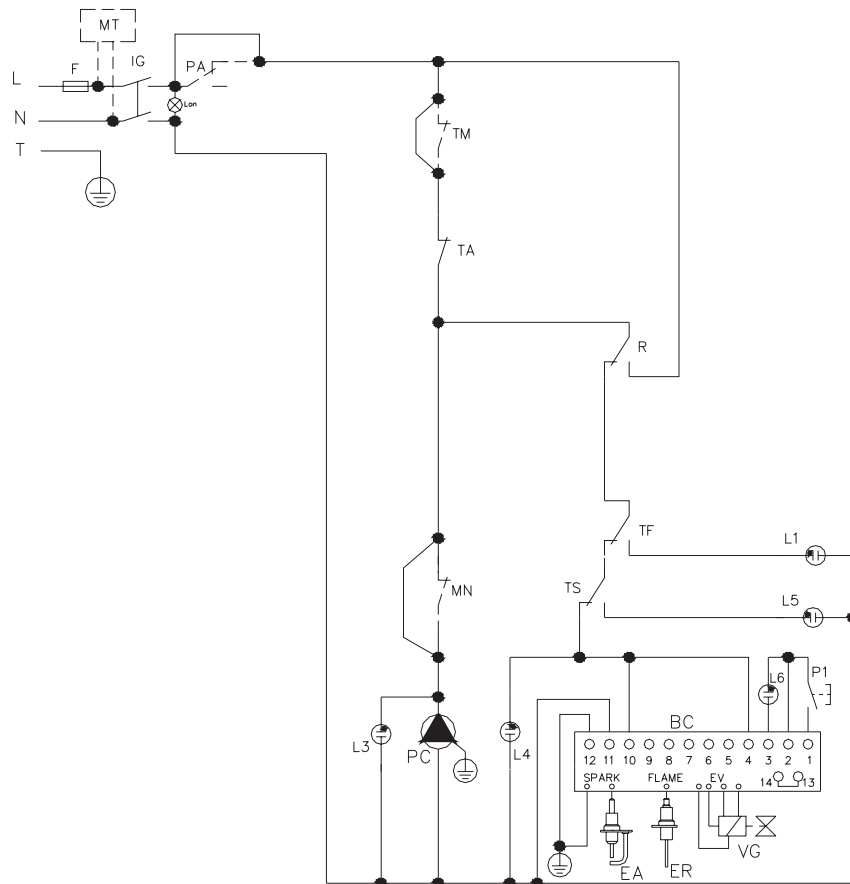 MT
F
IG
PA
L
Lon
N
T
TM
TA
R
TF
L1
TS
MN
L5
P1
L6
BC
L3
PC
L4
12 11 10 9 8 7 6 5 4 3 2 1
SPARK FLAME EV 14 13
VG
EA ER